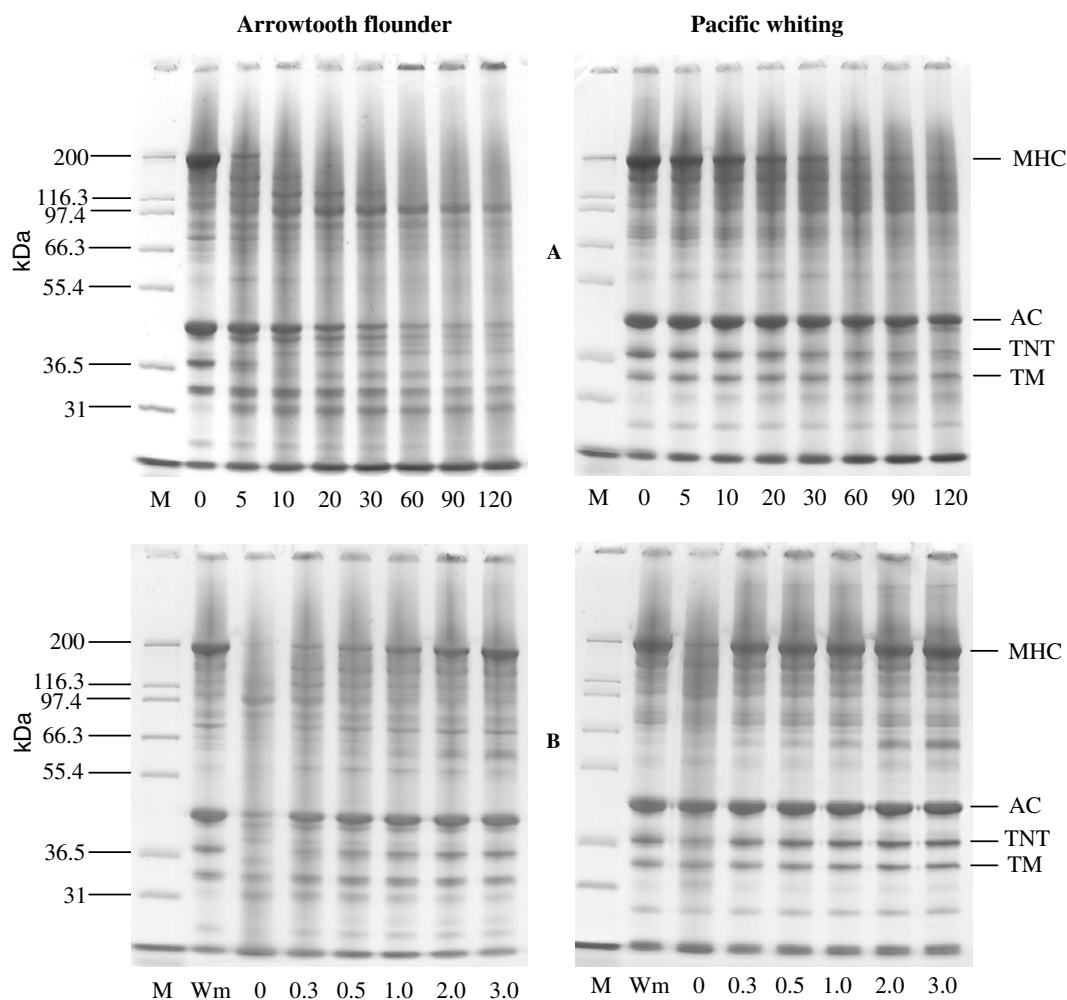 Arrowtooth flounder
Pacific whiting
200
116.3
97.4
66.3
55.4
36.5
31
kDa
A
MHC
AC
TNT
TM
M 0 5 10 20 30 60 90 120
M 0 5 10 20 30 60 90 120
200
116.3
97.4
66.3
55.4
36.5
31
kDa
B
MHC
AC
TNT
TM
M Wm 0 0.3 0.5 1.0 2.0 3.0
M Wm 0 0.3 0.5 1.0 2.0 3.0